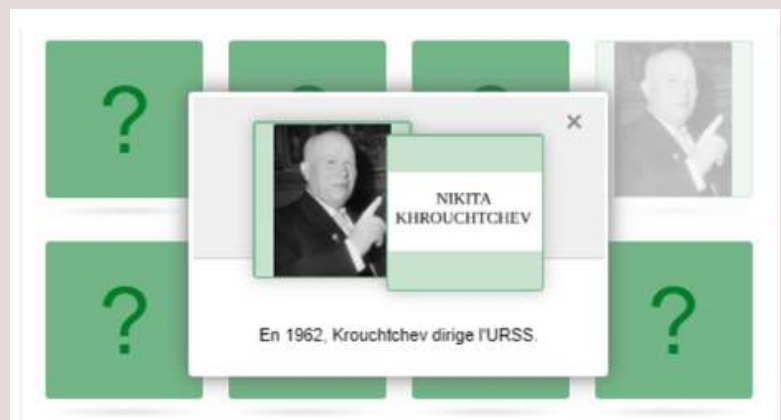 ?
×
NIKITA
KHROUCHTCHEV
En 1962, Krouchtchev dirige l'URSS.
?
?